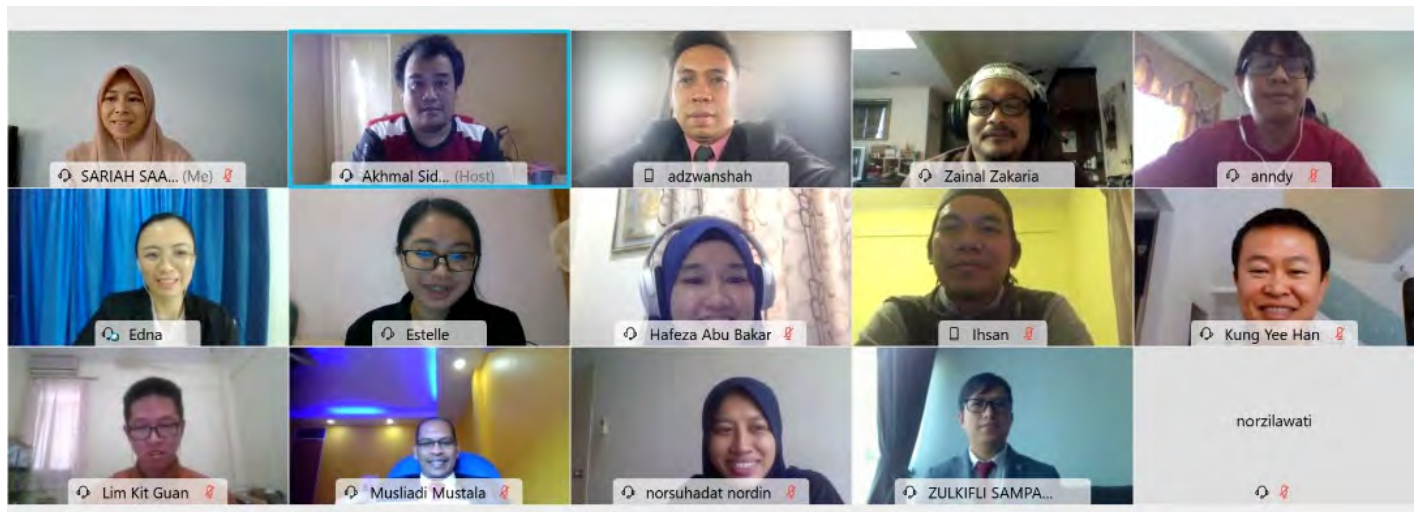 SARIAH SAA... (Me)
Akhmal Sid... (Host)
adzwanshah
Zainal Zakaria
anndy
Edna
Estelle
Hafeza Abu Bakar
Ihsan
Kung Yee Han
Lim Kit Guan
Musliadi Mustala
norsuhadat nordin
ZULKIFLI SAMPA...
norzilawati